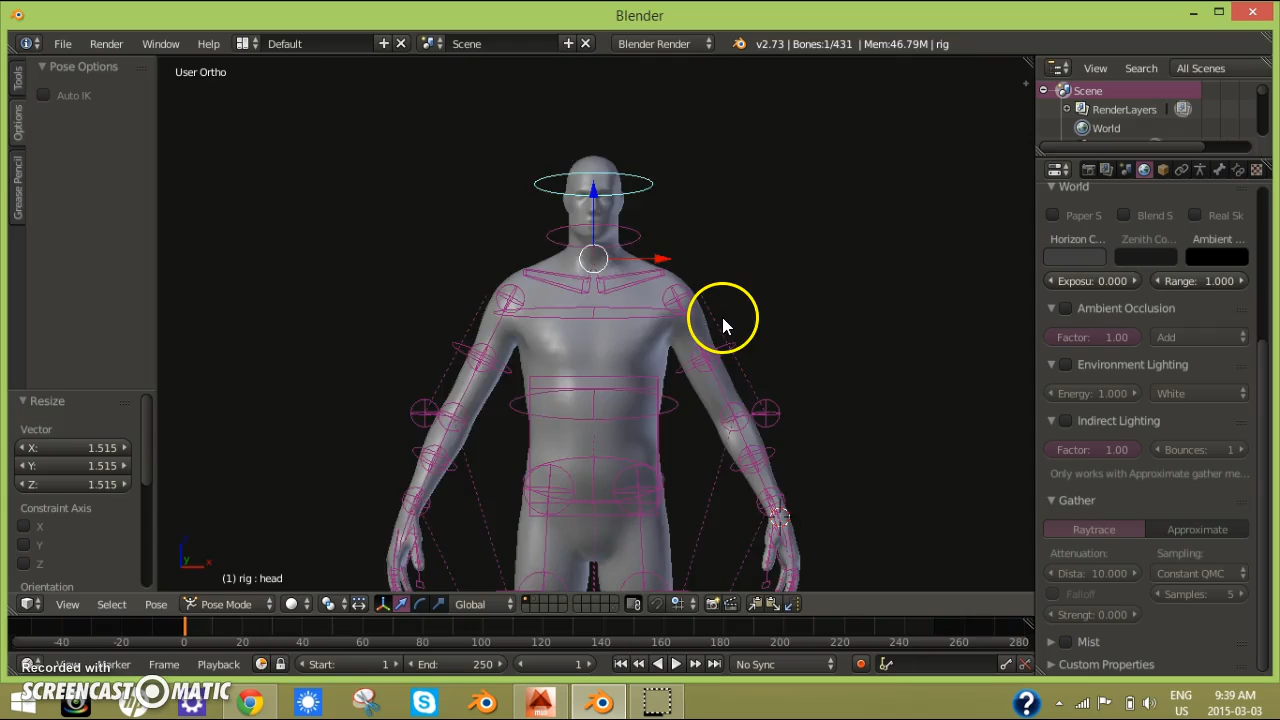 Blender
File Render Window Help Default Scene Blender Render v2.73 | Bones:1/431 | Mem:46.79M | rig
View Search All Scenes
Scene
RenderLayers
World
Tools
Options
Grease Pencil
Pose Options
Auto IK
User Ortho
World
Paper S Blend S Real Sk
Horizon C... Zenith Co... Ambient ...
Exposu: 0.000 Range: 1.000
Ambient Occlusion
Factor: 1.00 Add
Environment Lighting
Energy: 1.000 White
Indirect Lighting
Factor: 1.00 Bounces: 1
Only works with Approximate gather me...
Gather
Raytrace Approximate
Attenuation: Sampling:
Dista: 10.000 Constant QMC
Falloff Samples: 5
Strengt: 0.000
Mist
Custom Properties
Resize
Vector
X: 1.515
Y: 1.515
Z: 1.515
Constraint Axis
X
Y
Z
Orientation
z
y x
(1) rig : head
View Select Pose Pose Mode Global
-40 -20 0 20 40 60 80 100 120 140 160 180 200 220 240 260 280
Marker Frame Playback Start: 1 End: 250 1 No Sync
Recorded with
SCREENCAST MATIC
hp
S
?
ENG
US
9:39 AM
2015-03-03